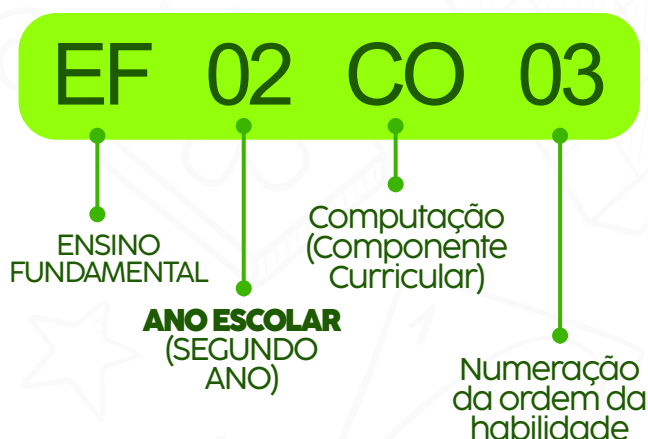 EF 02 CO 03
ENSINO
FUNDAMENTAL
ANO ESCOLAR
(SEGUNDO
ANO)
Computação
(Componente
Curricular)
Numeração
da ordem da
habilidade